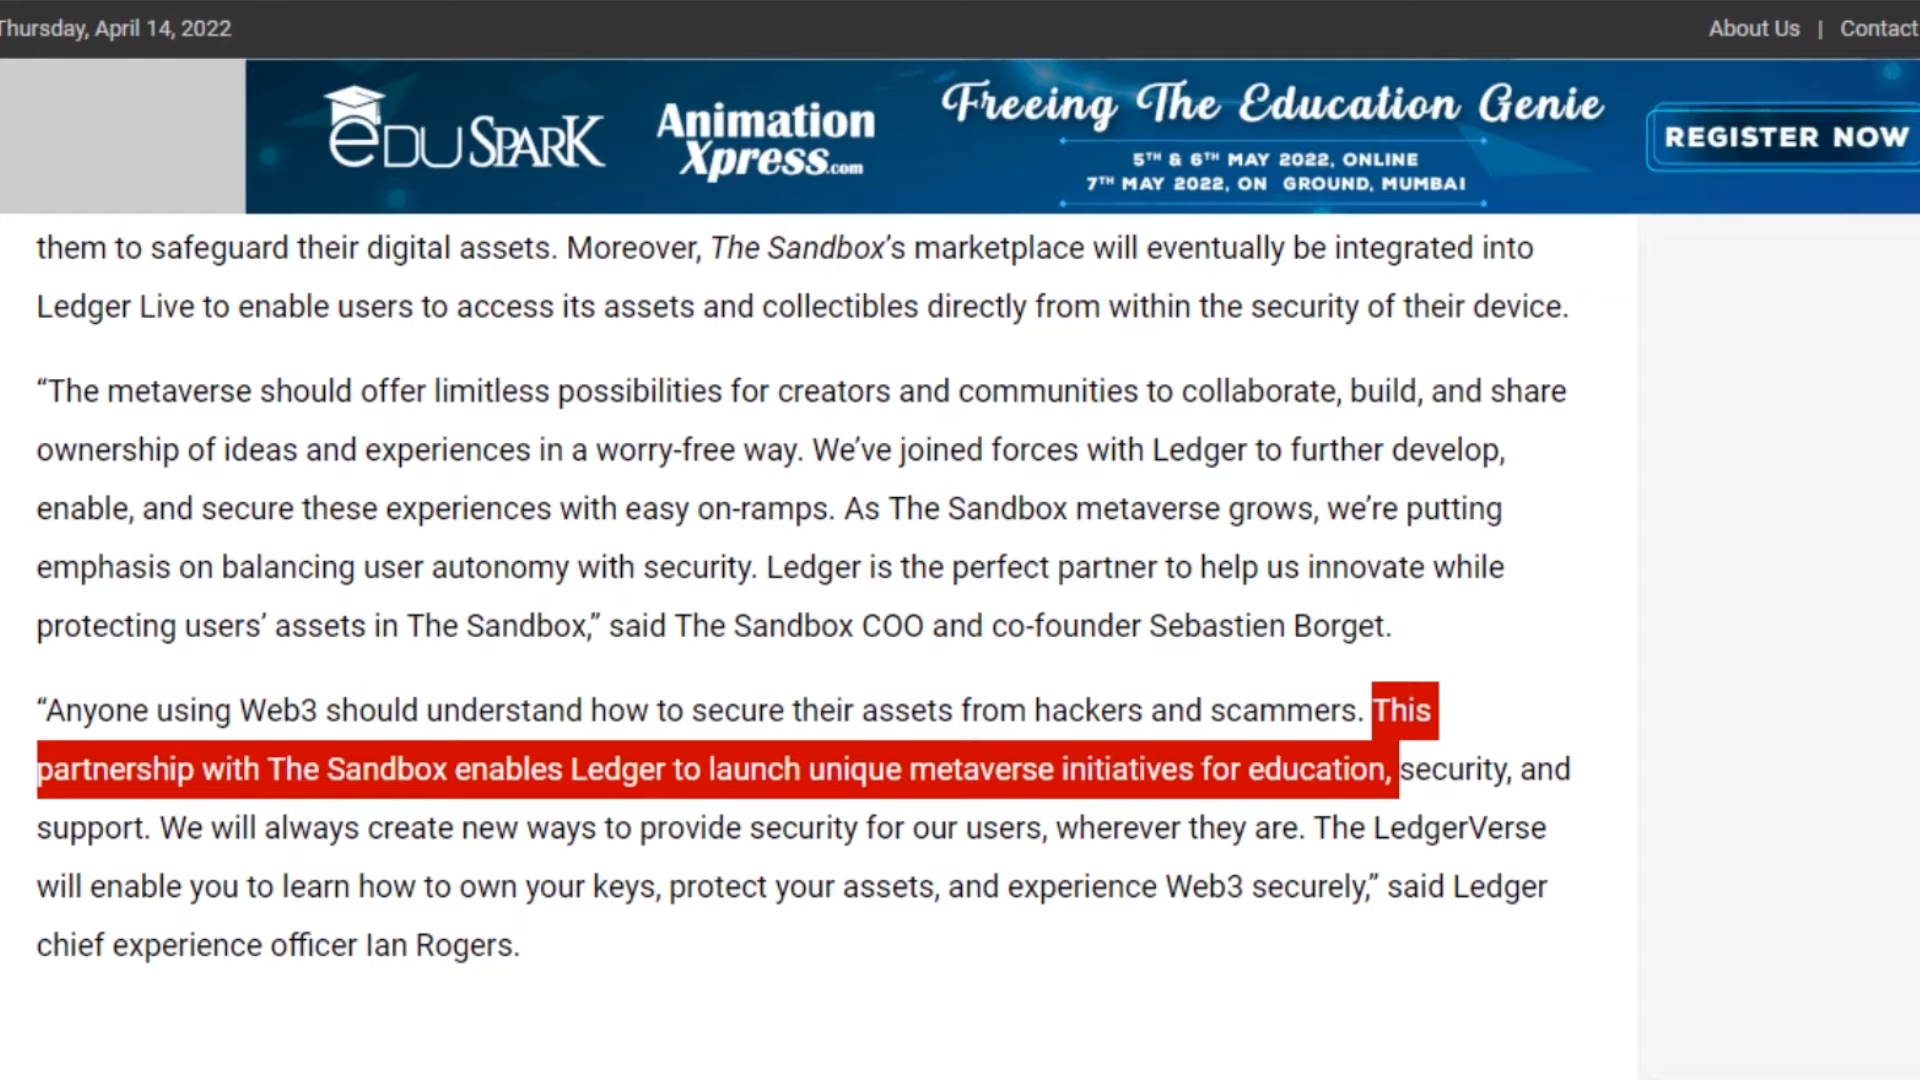 Thursday, April 14, 2022
About Us | Contact
eDUSPARK
Animation
Xpress.com
Freeing The Education Genie
5TH & 6TH MAY 2022, ONLINE
7TH MAY 2022, ON GROUND, MUMBAI
REGISTER NOW
them to safeguard their digital assets. Moreover, The Sandbox’s marketplace will eventually be integrated into
Ledger Live to enable users to access its assets and collectibles directly from within the security of their device.
“The metaverse should offer limitless possibilities for creators and communities to collaborate, build, and share
ownership of ideas and experiences in a worry-free way. We’ve joined forces with Ledger to further develop,
enable, and secure these experiences with easy on-ramps. As The Sandbox metaverse grows, we’re putting
emphasis on balancing user autonomy with security. Ledger is the perfect partner to help us innovate while
protecting users’ assets in The Sandbox,” said The Sandbox COO and co-founder Sebastien Borget.
“Anyone using Web3 should understand how to secure their assets from hackers and scammers. This
partnership with The Sandbox enables Ledger to launch unique metaverse initiatives for education, security, and
support. We will always create new ways to provide security for our users, wherever they are. The LedgerVerse
will enable you to learn how to own your keys, protect your assets, and experience Web3 securely,” said Ledger
chief experience officer Ian Rogers.